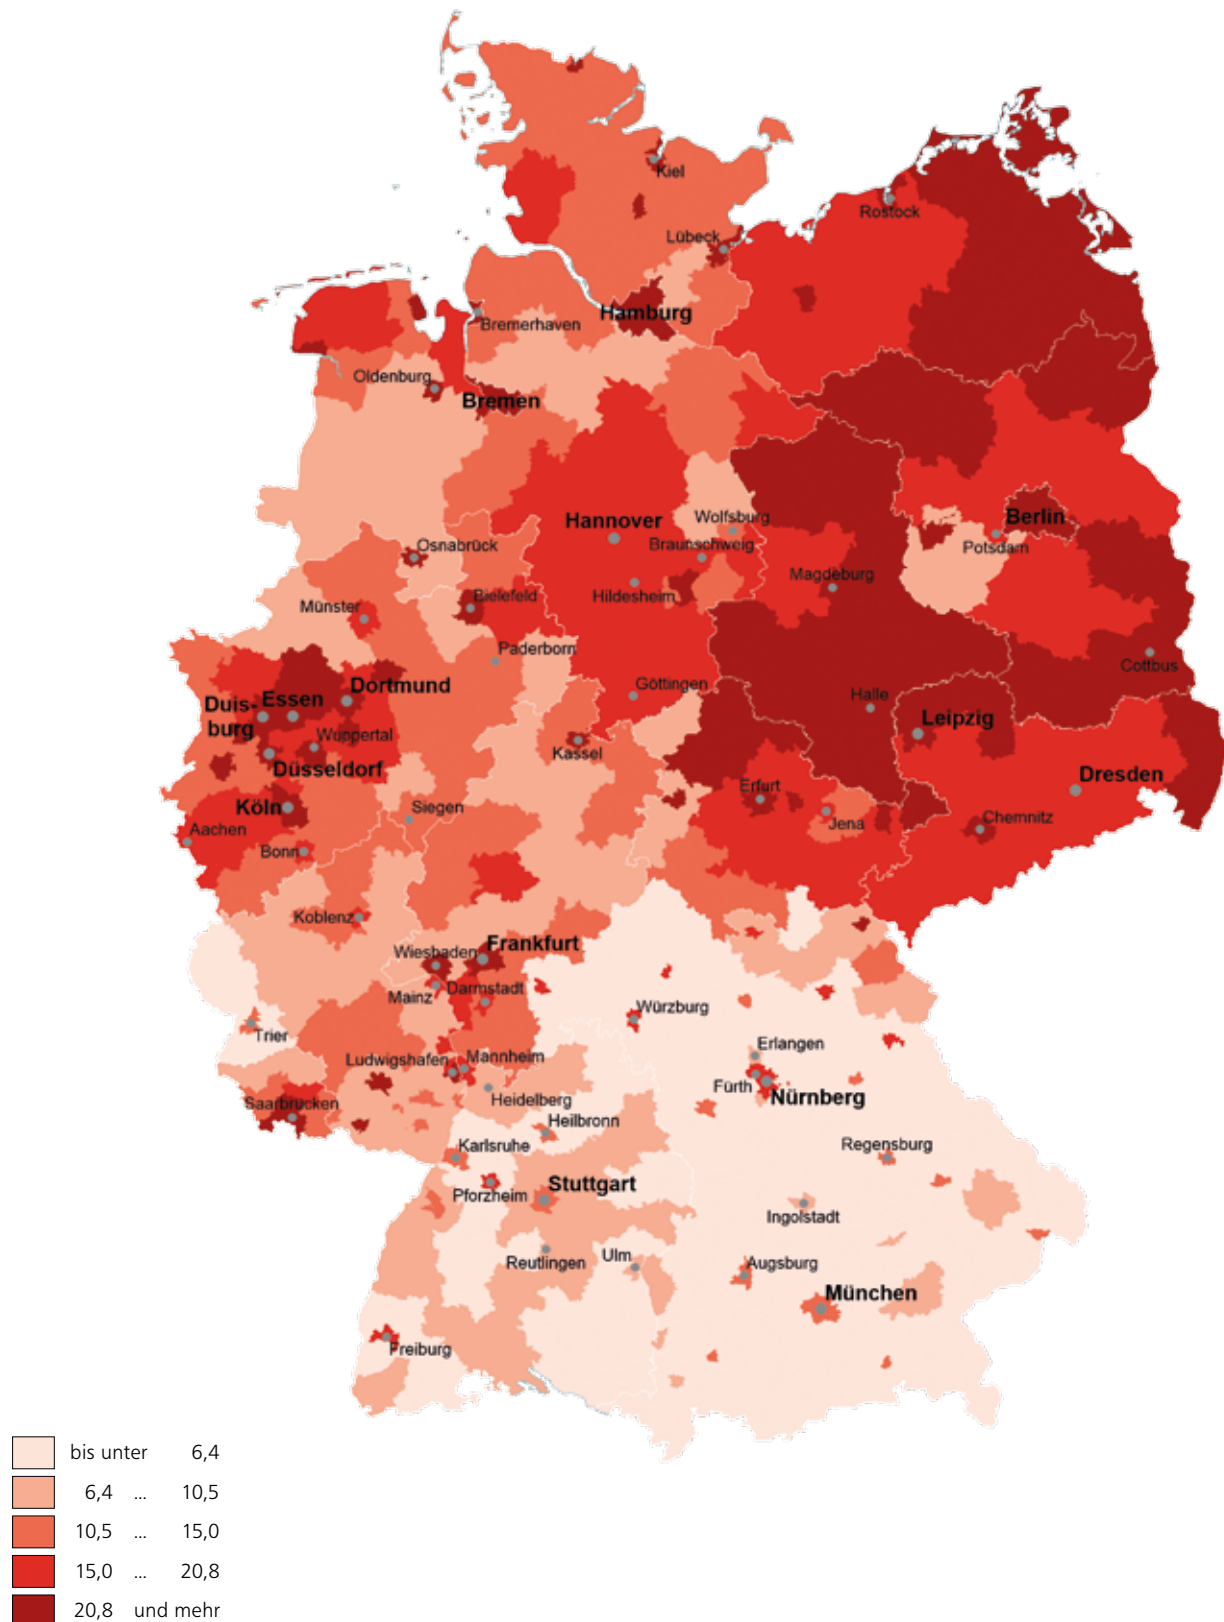 Kiel
Rostock
Lübeck
Hamburg
Bremerhaven
Oldenburg
Bremen
Hannover
Wolfsburg
Berlin
Braunschweig
Potsdam
Osnabrück
Magdeburg
Hildesheim
Bielefeld
Münster
Paderborn
Cottbus
Göttingen
Dortmund
Halle
Duis-
burg
Essen
Leipzig
Wuppertal
Kassel
Düsseldorf
Dresden
Erfurt
Köln
Siegen
Chemnitz
Jena
Aachen
Bonn
Koblenz
Frankfurt
Wiesbaden
Darmstadt
Mainz
Würzburg
Trier
Erlangen
Ludwigshafen
Mannheim
Fürth
Nürnberg
Heidelberg
Saarbrücken
Heilbronn
Karlsruhe
Regensburg
Stuttgart
Pforzheim
Ingolstadt
Reutlingen
Ulm
Augsburg
München
Freiburg
bis unter 6,4
6,4 ... 10,5
10,5 ... 15,0
15,0 ... 20,8
20,8 und mehr